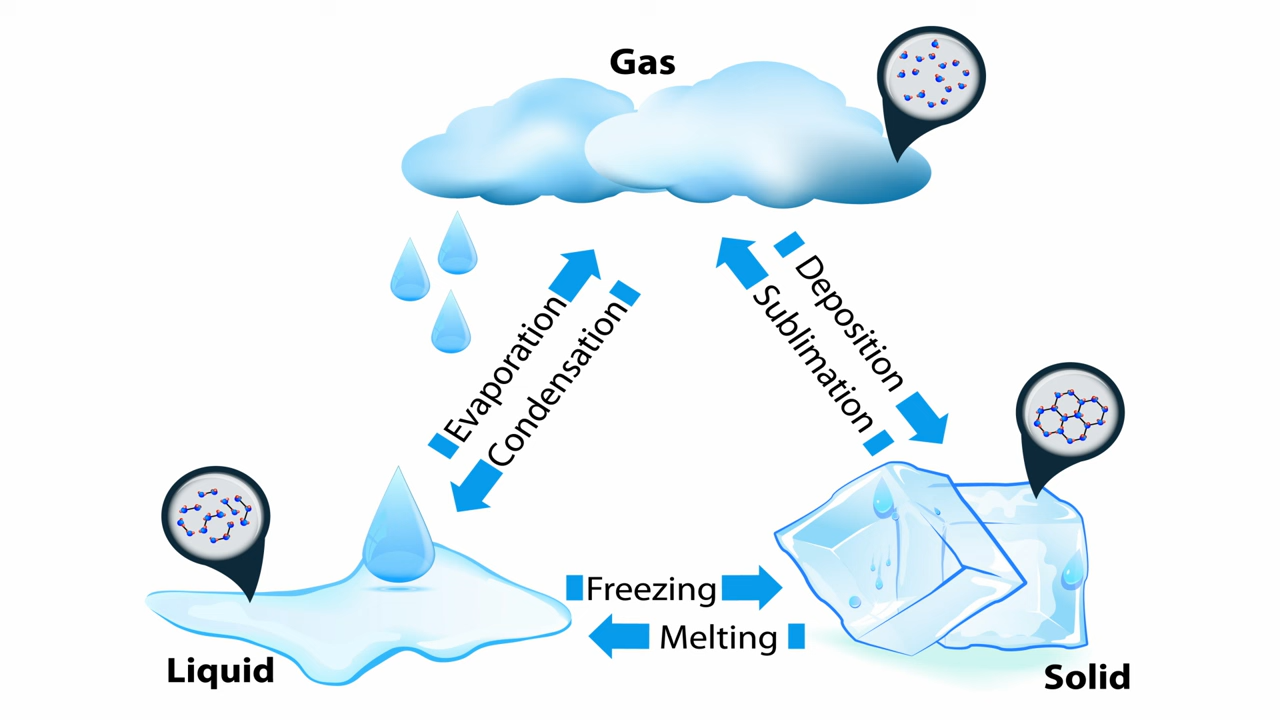 Gas
Evaporation
Condensation
Deposition
Sublimation
Freezing
Melting
Liquid
Solid